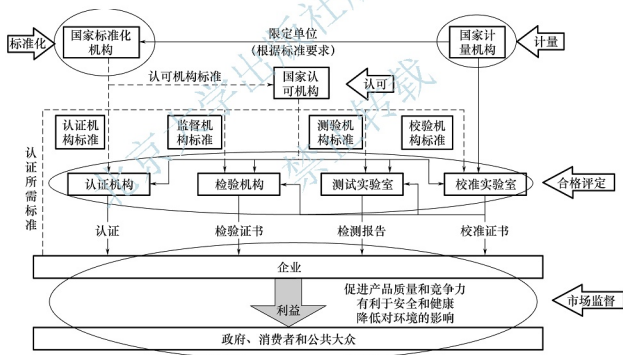 标准化
国家标准化
机构
限定单位
(根据标准要求)
国家计
量机构
计量
认可机构标准
国家认
可机构
认可
认证机
构标准
监督机
构标准
测验机
构标准
校验机
构标准
认证所需标准
认证机构
检验机构
测试实验室
校准实验室
合格评定
认证
检验证书
检测报告
校准证书
企业
利益
促进产品质量和竞争力
有利于安全和健康
降低对环境的影响
市场监督
政府、消费者和公共大众